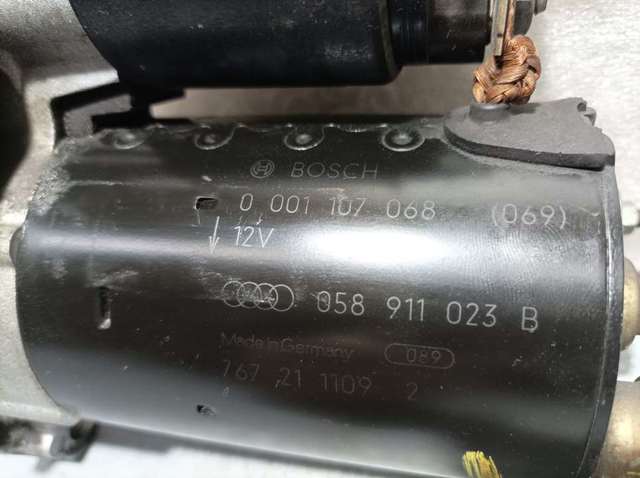 BOSCH
0 001 107 068 (069)
12V
058 911 023 B
Made in Germany 089
767 21 1109 2